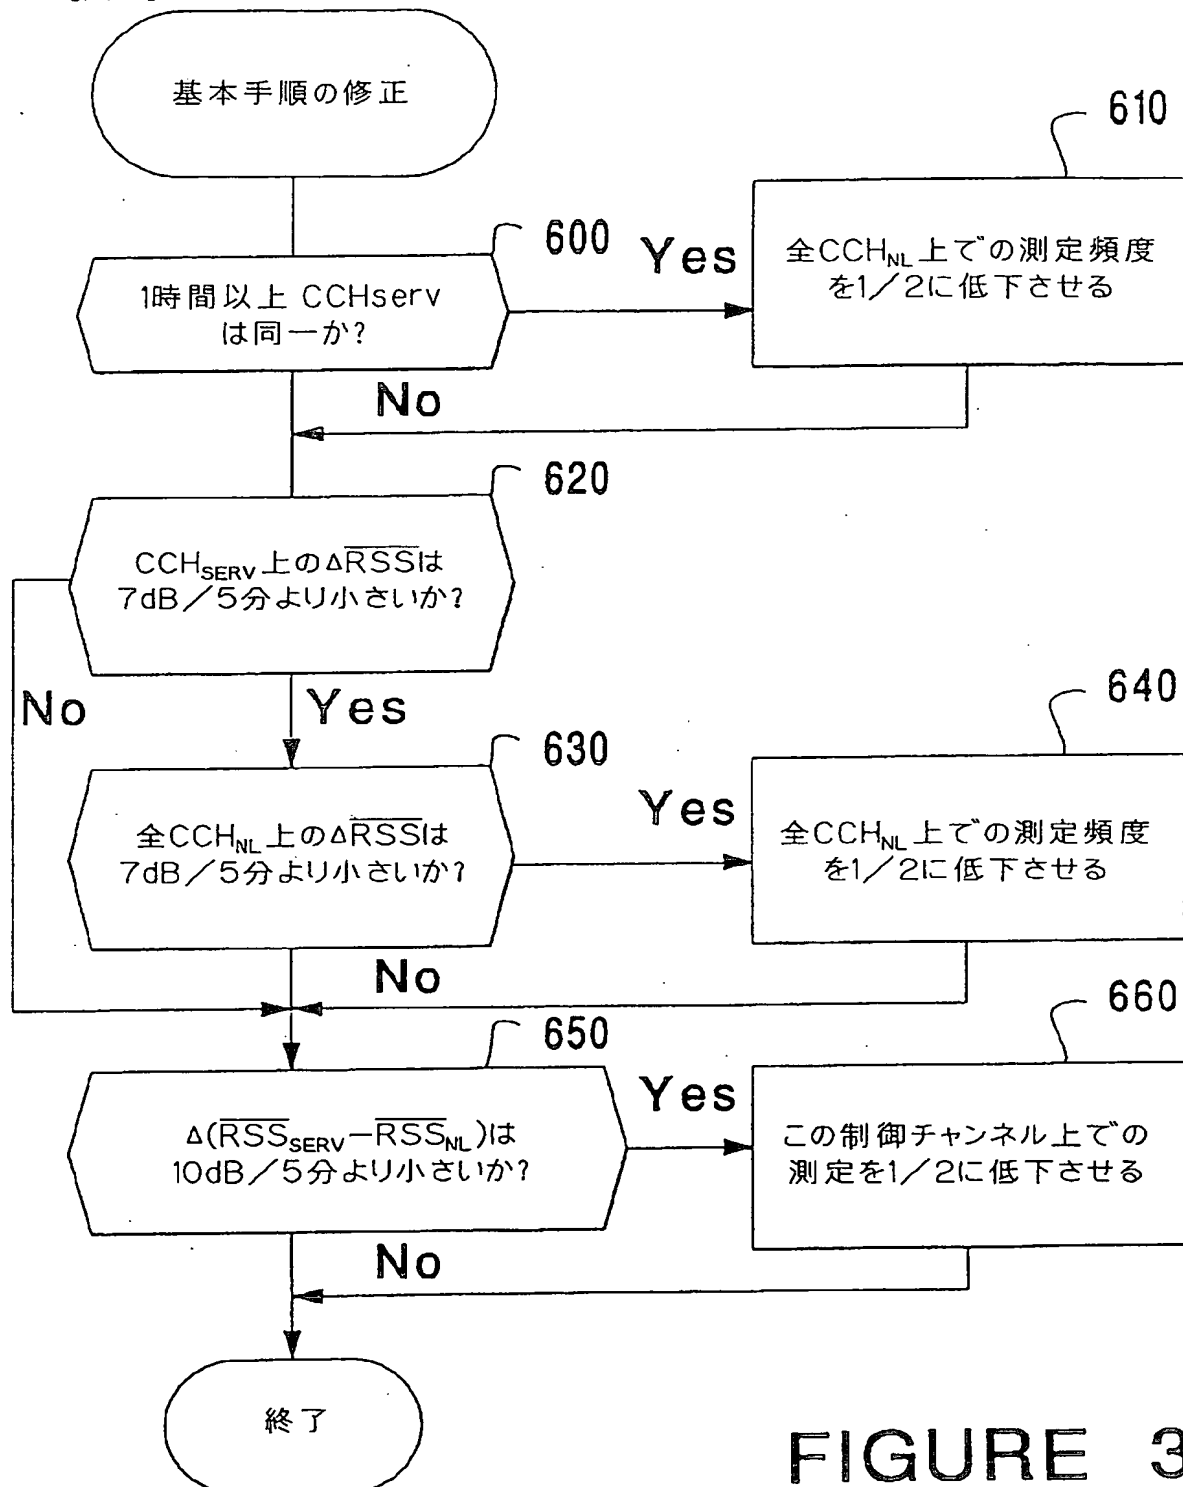 基本手順の修正
610
600
Yes
全CCH_NL上での測定頻度
を1/2に低下させる
1時間以上 CCHserv
は同一か?
No
620
CCH_SERV上のΔR̅S̅S̅は
7dB/5分より小さいか?
No
Yes
640
630
Yes
全CCH_NL上のΔR̅S̅S̅は
7dB/5分より小さいか?
全CCH_NL上での測定頻度
を1/2に低下させる
No
660
650
Yes
Δ(R̅S̅S̅_SERV−R̅S̅S̅_NL)は
10dB/5分より小さいか?
この制御チャンネル上での
測定を1/2に低下させる
No
終了
FIGURE 3